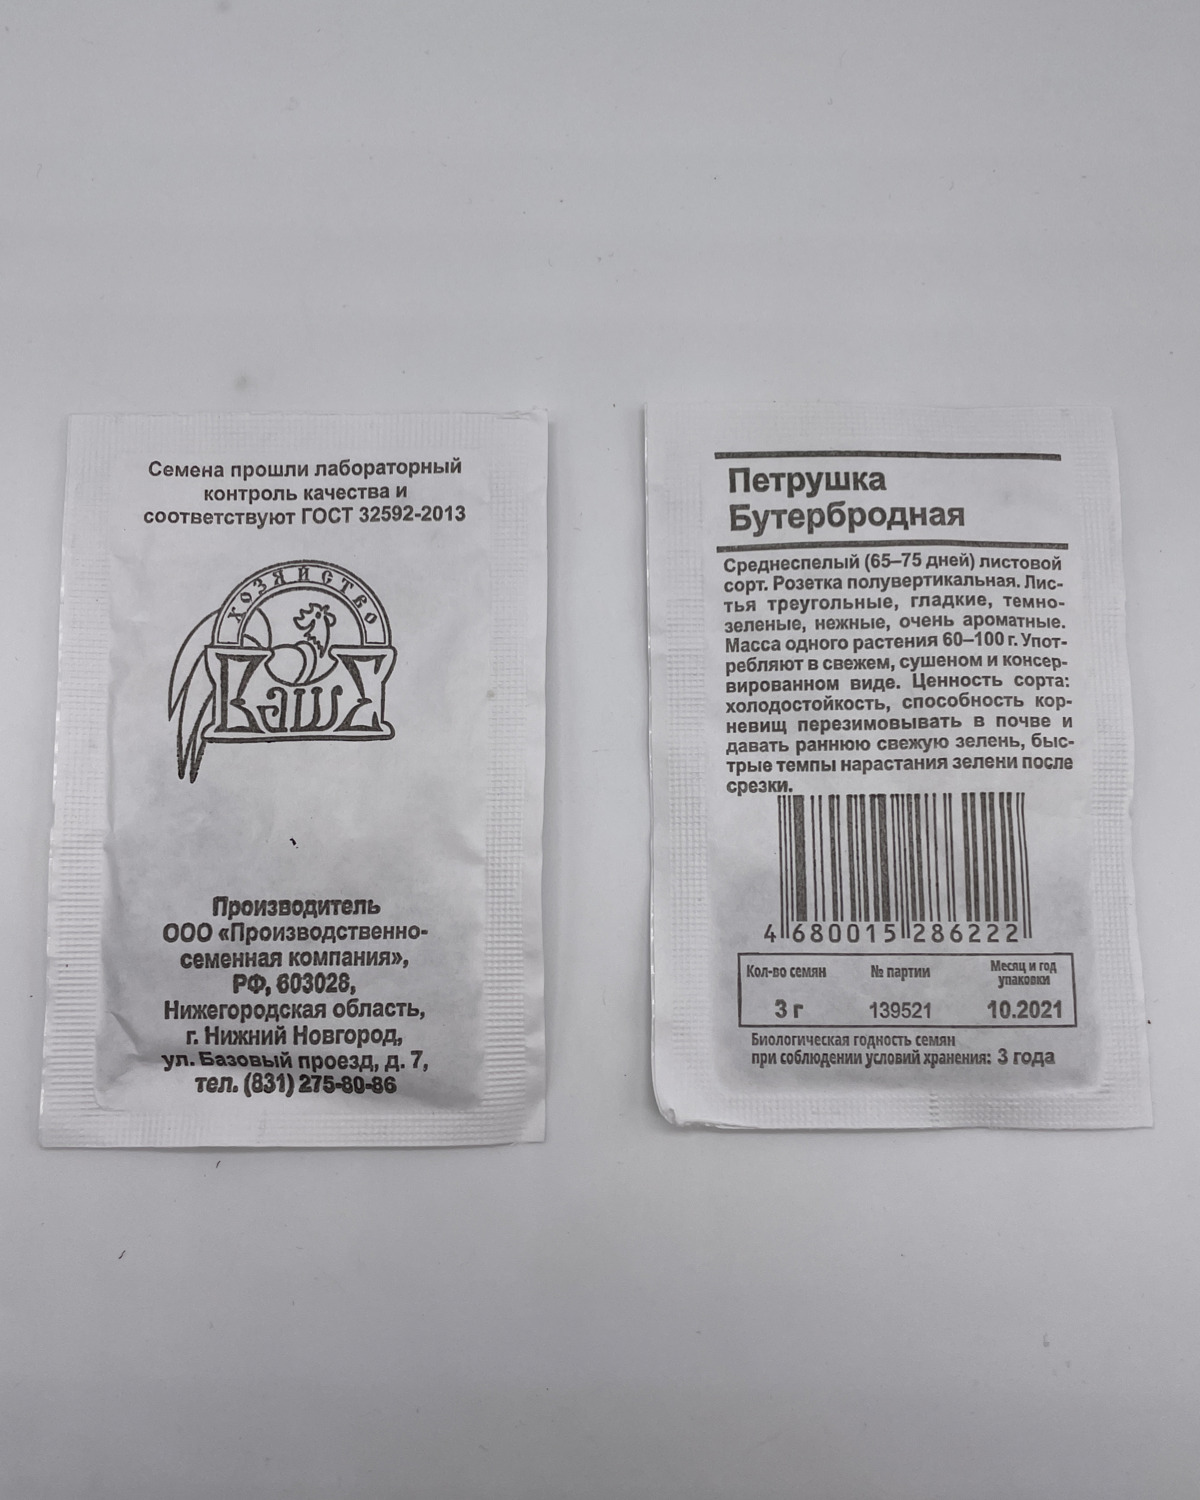 Семена прошли лабораторный
контроль качества и
соответствуют ГОСТ 32592-2013
ХОЗЯЙСТВО
ВАШЕ
Производитель
ООО «Производственно-
семенная компания»,
РФ, 603028,
Нижегородская область,
г. Нижний Новгород,
ул. Базовый проезд, д. 7,
тел. (831) 275-80-86
Петрушка
Бутербродная
Среднеспелый (65–75 дней) листовой
сорт. Розетка полувертикальная. Лис-
тья треугольные, гладкие, темно-
зеленые, нежные, очень ароматные.
Масса одного растения 60–100 г. Упот-
ребляют в свежем, сушеном и консер-
вированном виде. Ценность сорта:
холодостойкость, способность кор-
невищ перезимовывать в почве и
давать раннюю свежую зелень, быс-
трые темпы нарастания зелени после
срезки.
4 680015 286222
Кол-во семян № партии Месяц и год
упаковки
3 г 139521 10.2021
Биологическая годность семян
при соблюдении условий хранения: 3 года